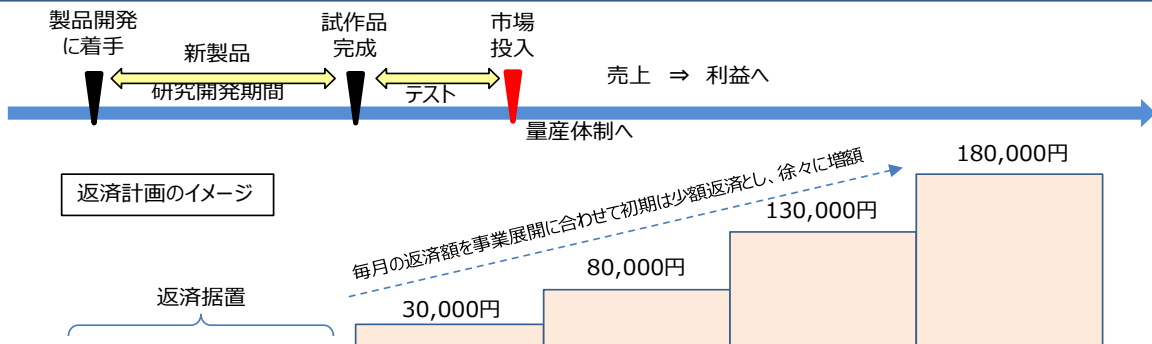 製品開発
に着手
新製品
研究開発期間
試作品
完成
テスト
市場
投入
売上 ⇒ 利益へ
量産体制へ
返済計画のイメージ
毎月の返済額を事業展開に合わせて初期は少額返済とし、徐々に増額
180,000円
130,000円
80,000円
30,000円
返済据置